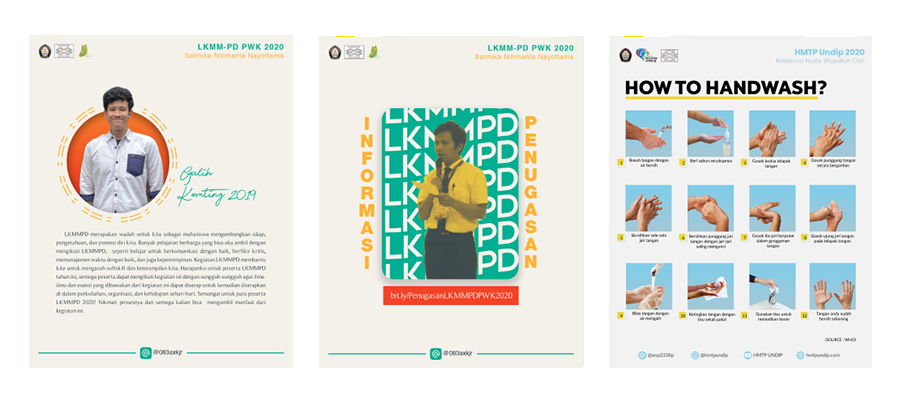 LKMM-PD PWK 2020
Satmika Nitimanta Nayottama
Galih
Komting 2019
LKMMPD merupakan wadah untuk kita sebagai mahasiswa mengembangkan sikap,
pengetahuan, dan potensi diri kita. Banyak pelajaran berharga yang bisa aku ambil dengan
mengikuti LKMMPD, seperti belajar untuk berkomunikasi dengan baik, berfikir kritis,
memanajemen waktu dengan baik, dan juga kepemimpinan. Kegiatan LKMMPD membantu
kita untuk mengasah softskill dan keterampilan kita. Harapanku untuk peserta LKMMPD
tahun ini, semoga peserta dapat mengikuti kegiatan ini dengan sungguh sungguh agar ilmu-
ilmu dan esensi yang dibawakan dari kegiatan ini dapat diserap untuk kemudian diterapkan
di dalam perkuliahan, organisasi, dan kehidupan sehari-hari. Semangat untuk para peserta
LKMMPD 2020! Nikmati prosesnya dan semoga kalian bisa mengambil manfaat dari
kegiatan ini.
@083axkjr
LKMM-PD PWK 2020
Satmika Nitimanta Nayottama
INFORMASI
PENUGASAN
LKMMPD
LKMMPD
LKMMPD
LKMMPD
bit.ly/PenugasanLKMMPDPWK2020
@083axkjr
HMTP Undip 2020
Kolaborasi Nyata, Wujudkan Cita!
HOW TO HANDWASH?
1 Basuh tangan dengan
air bersih
2 Beri sabun secukupnya
3 Gosok kedua telapak
tangan
4 Gosok punggung tangan
secara bergantian
5 Bersihkan sela-sela
jari tangan
6 Bersihkan punggung jari
tangan dengan jari-jari
saling mengunci
7 Gosok ibu jari berputar
dalam genggaman
tangan
8 Gosok ujung jari tangan
pada telapak tangan
9 Bilas tangan dengan
air mengalir
10 Keringkan tangan dengan
tisu sekali pakai
11 Gunakan tisu untuk
mematikan keran
12 Tangan anda sudah
bersih sekarang
(SOURCE : WHO)
@xnp2338p
@hmtpundip
HMTP UNDIP
hmtpundip.com